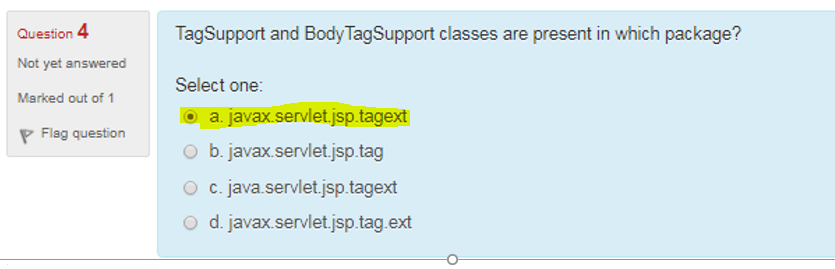 Question 4
Not yet answered
Marked out of 1
Flag question
TagSupport and BodyTagSupport classes are present in which package?
Select one:
a. javax.servlet.jsp.tagext
b. javax.servlet.jsp.tag
c. java.servlet.jsp.tagext
d. javax.servlet.jsp.tag.ext